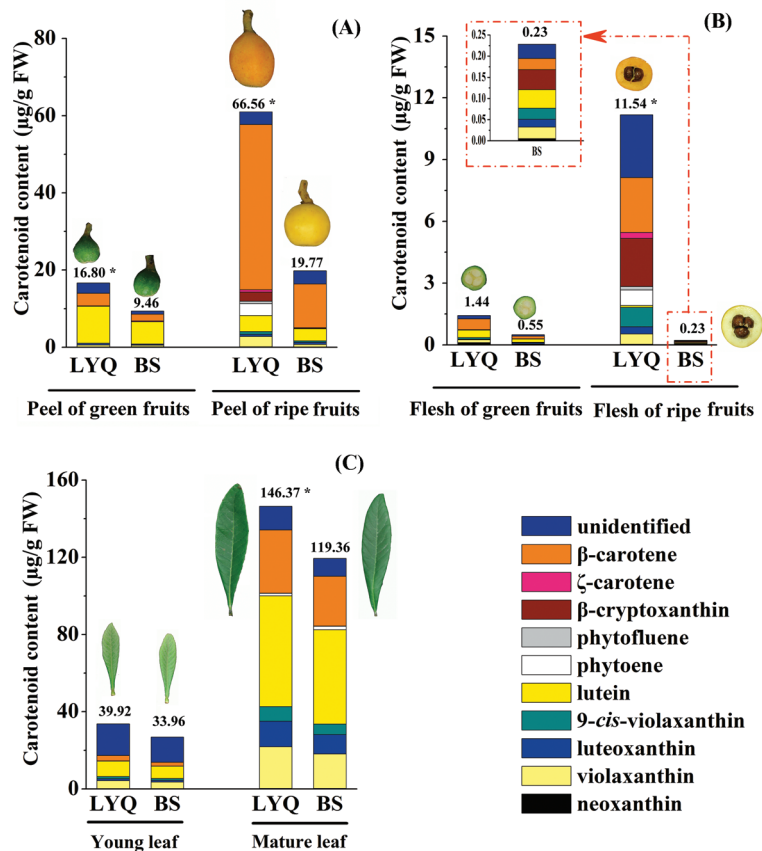 (A)
Carotenoid content (µg/g FW)
80
60
40
20
0
66.56 *
16.80 *
9.46
19.77
LYQ BS LYQ BS
Peel of green fruits Peel of ripe fruits
(B)
Carotenoid content (µg/g FW)
15
12
9
6
3
0
0.23
0.25
0.20
0.15
0.10
0.05
0.00
BS
11.54 *
1.44
0.55
0.23
LYQ BS LYQ BS
Flesh of green fruits Flesh of ripe fruits
(C)
Carotenoid content (µg/g FW)
160
120
80
40
0
146.37 *
119.36
39.92
33.96
LYQ BS LYQ BS
Young leaf Mature leaf
unidentified
β-carotene
ζ-carotene
β-cryptoxanthin
phytofluene
phytoene
lutein
9-cis-violaxanthin
luteoxanthin
violaxanthin
neoxanthin